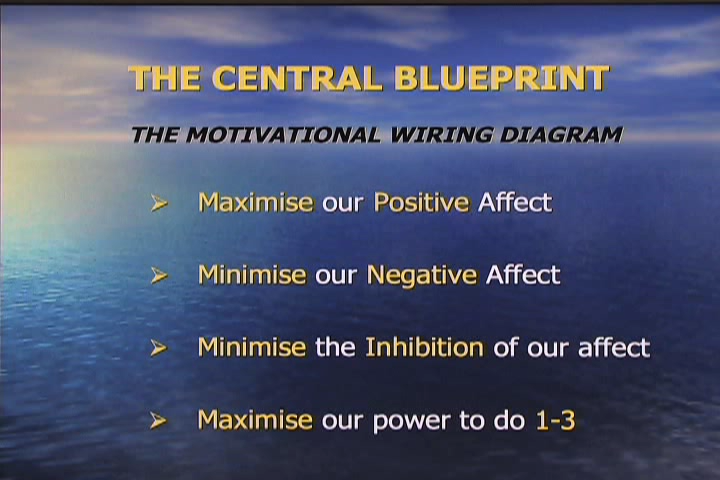 THE CENTRAL BLUEPRINT
THE MOTIVATIONAL WIRING DIAGRAM
➢ Maximise our Positive Affect
➢ Minimise our Negative Affect
➢ Minimise the Inhibition of our affect
➢ Maximise our power to do 1-3